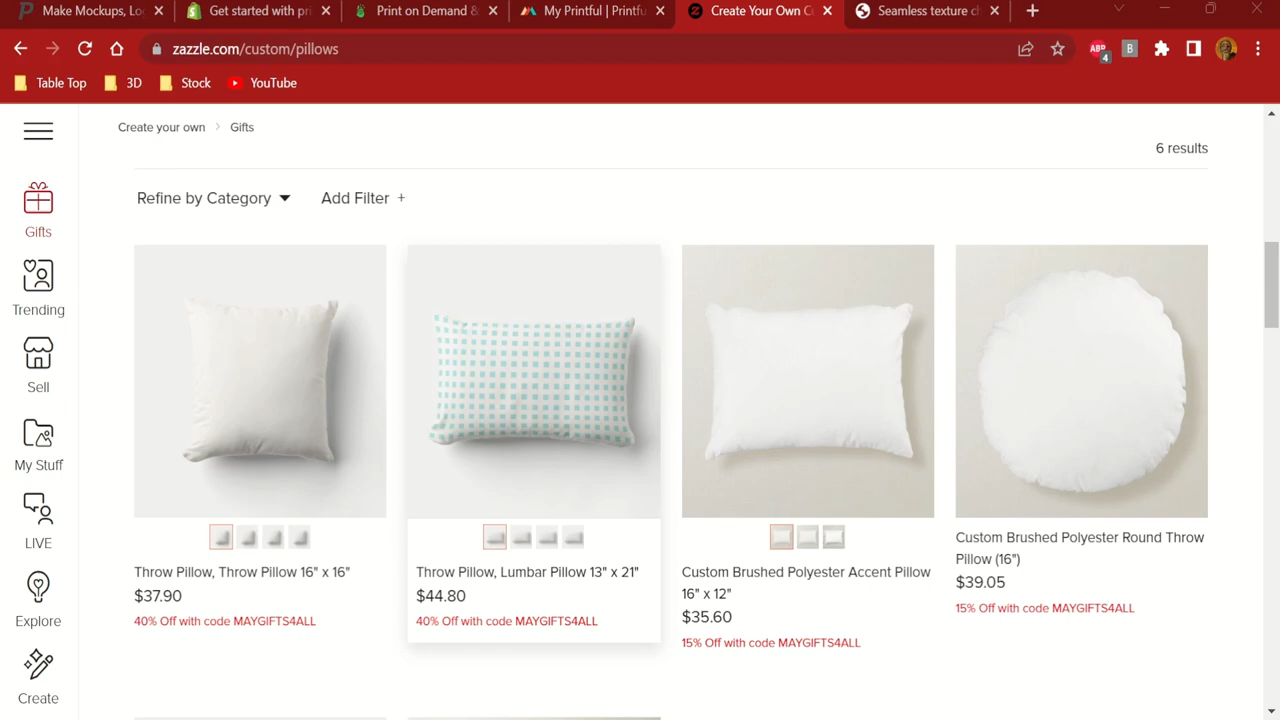 Make Mockups, Lo
Get started with pri
Print on Demand &
My Printful | Printfu
Create Your Own C
Seamless texture c
zazzle.com/custom/pillows
ABP
4
B
Table Top
3D
Stock
YouTube
Create your own
Gifts
6 results
Refine by Category
Add Filter +
Gifts
Trending
Sell
My Stuff
LIVE
Explore
Create
Throw Pillow, Throw Pillow 16" x 16"
$37.90
40% Off with code MAYGIFTS4ALL
Throw Pillow, Lumbar Pillow 13" x 21"
$44.80
40% Off with code MAYGIFTS4ALL
Custom Brushed Polyester Accent Pillow
16" x 12"
$35.60
15% Off with code MAYGIFTS4ALL
Custom Brushed Polyester Round Throw
Pillow (16")
$39.05
15% Off with code MAYGIFTS4ALL